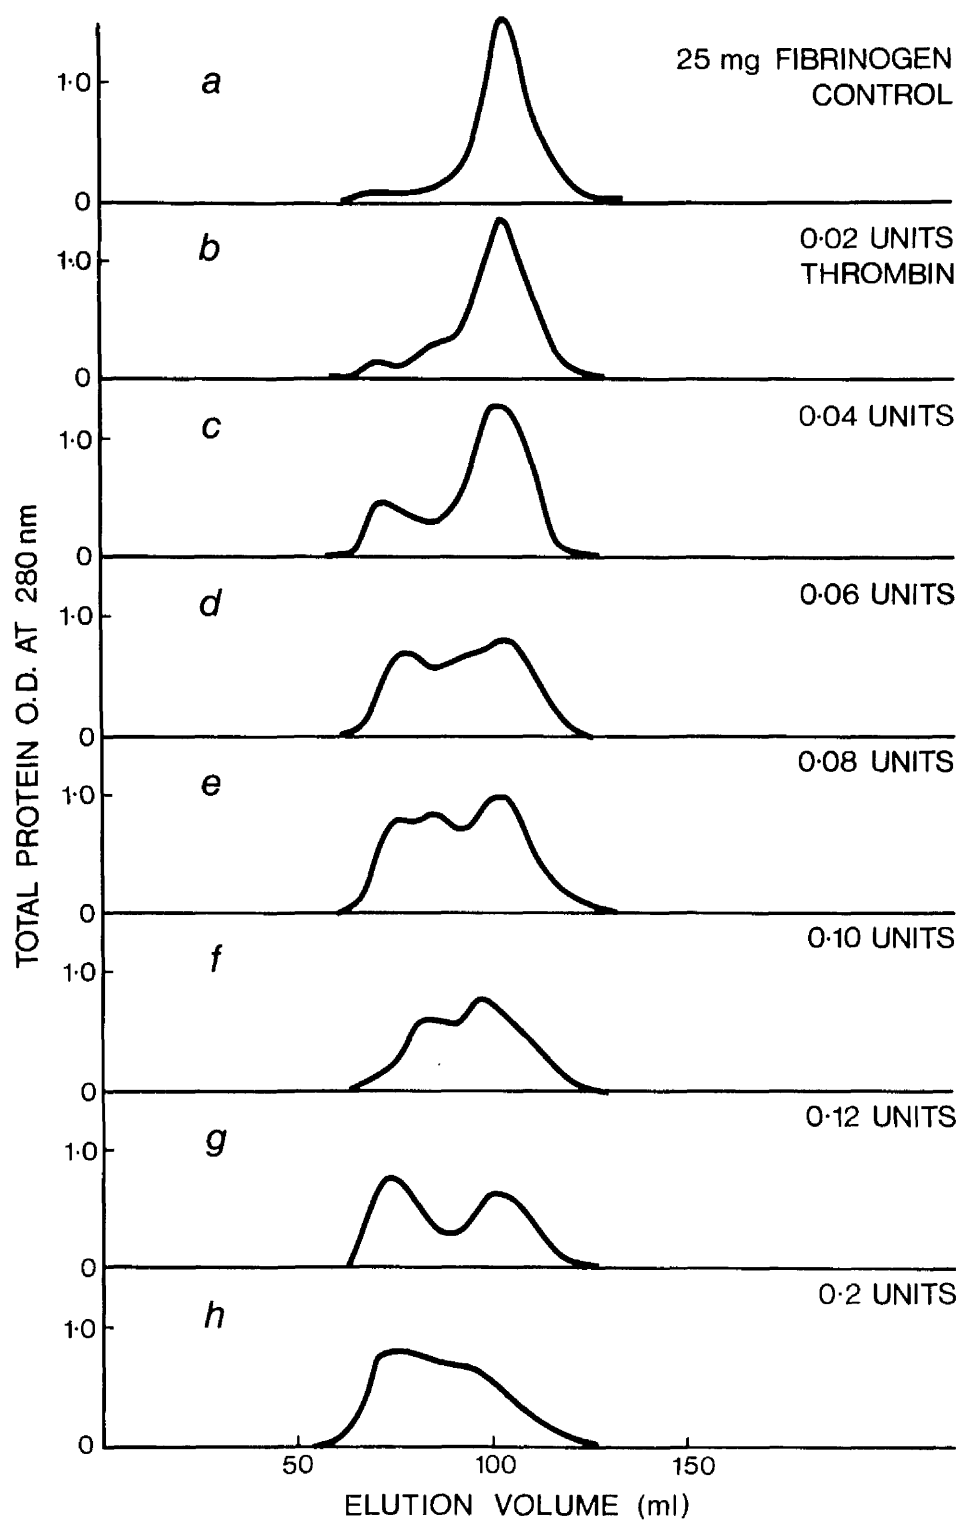 a
25 mg FIBRINOGEN
CONTROL
1·0
0
b
0·02 UNITS
THROMBIN
1·0
0
c
0·04 UNITS
1·0
0
d
0·06 UNITS
1·0
0
e
0·08 UNITS
1·0
0
f
0·10 UNITS
1·0
0
g
0·12 UNITS
1·0
0
h
0·2 UNITS
1·0
0
50 100 150
ELUTION VOLUME (ml)
TOTAL PROTEIN O.D. AT 280 nm